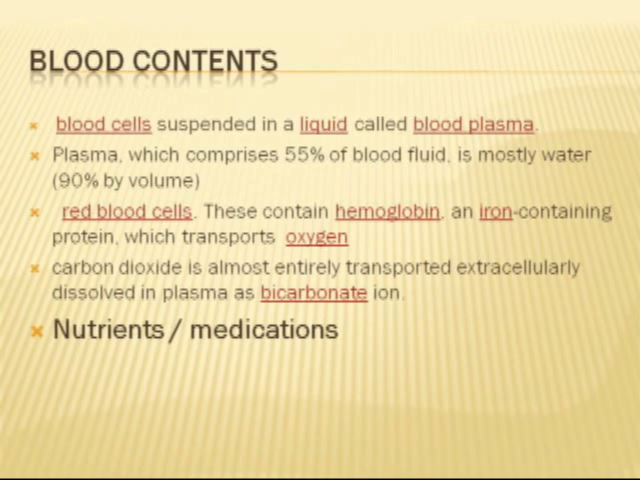 BLOOD CONTENTS
blood cells suspended in a liquid called blood plasma.
Plasma, which comprises 55% of blood fluid, is mostly water
(90% by volume)
red blood cells. These contain hemoglobin, an iron-containing
protein, which transports oxygen
carbon dioxide is almost entirely transported extracellularly
dissolved in plasma as bicarbonate ion.
Nutrients / medications